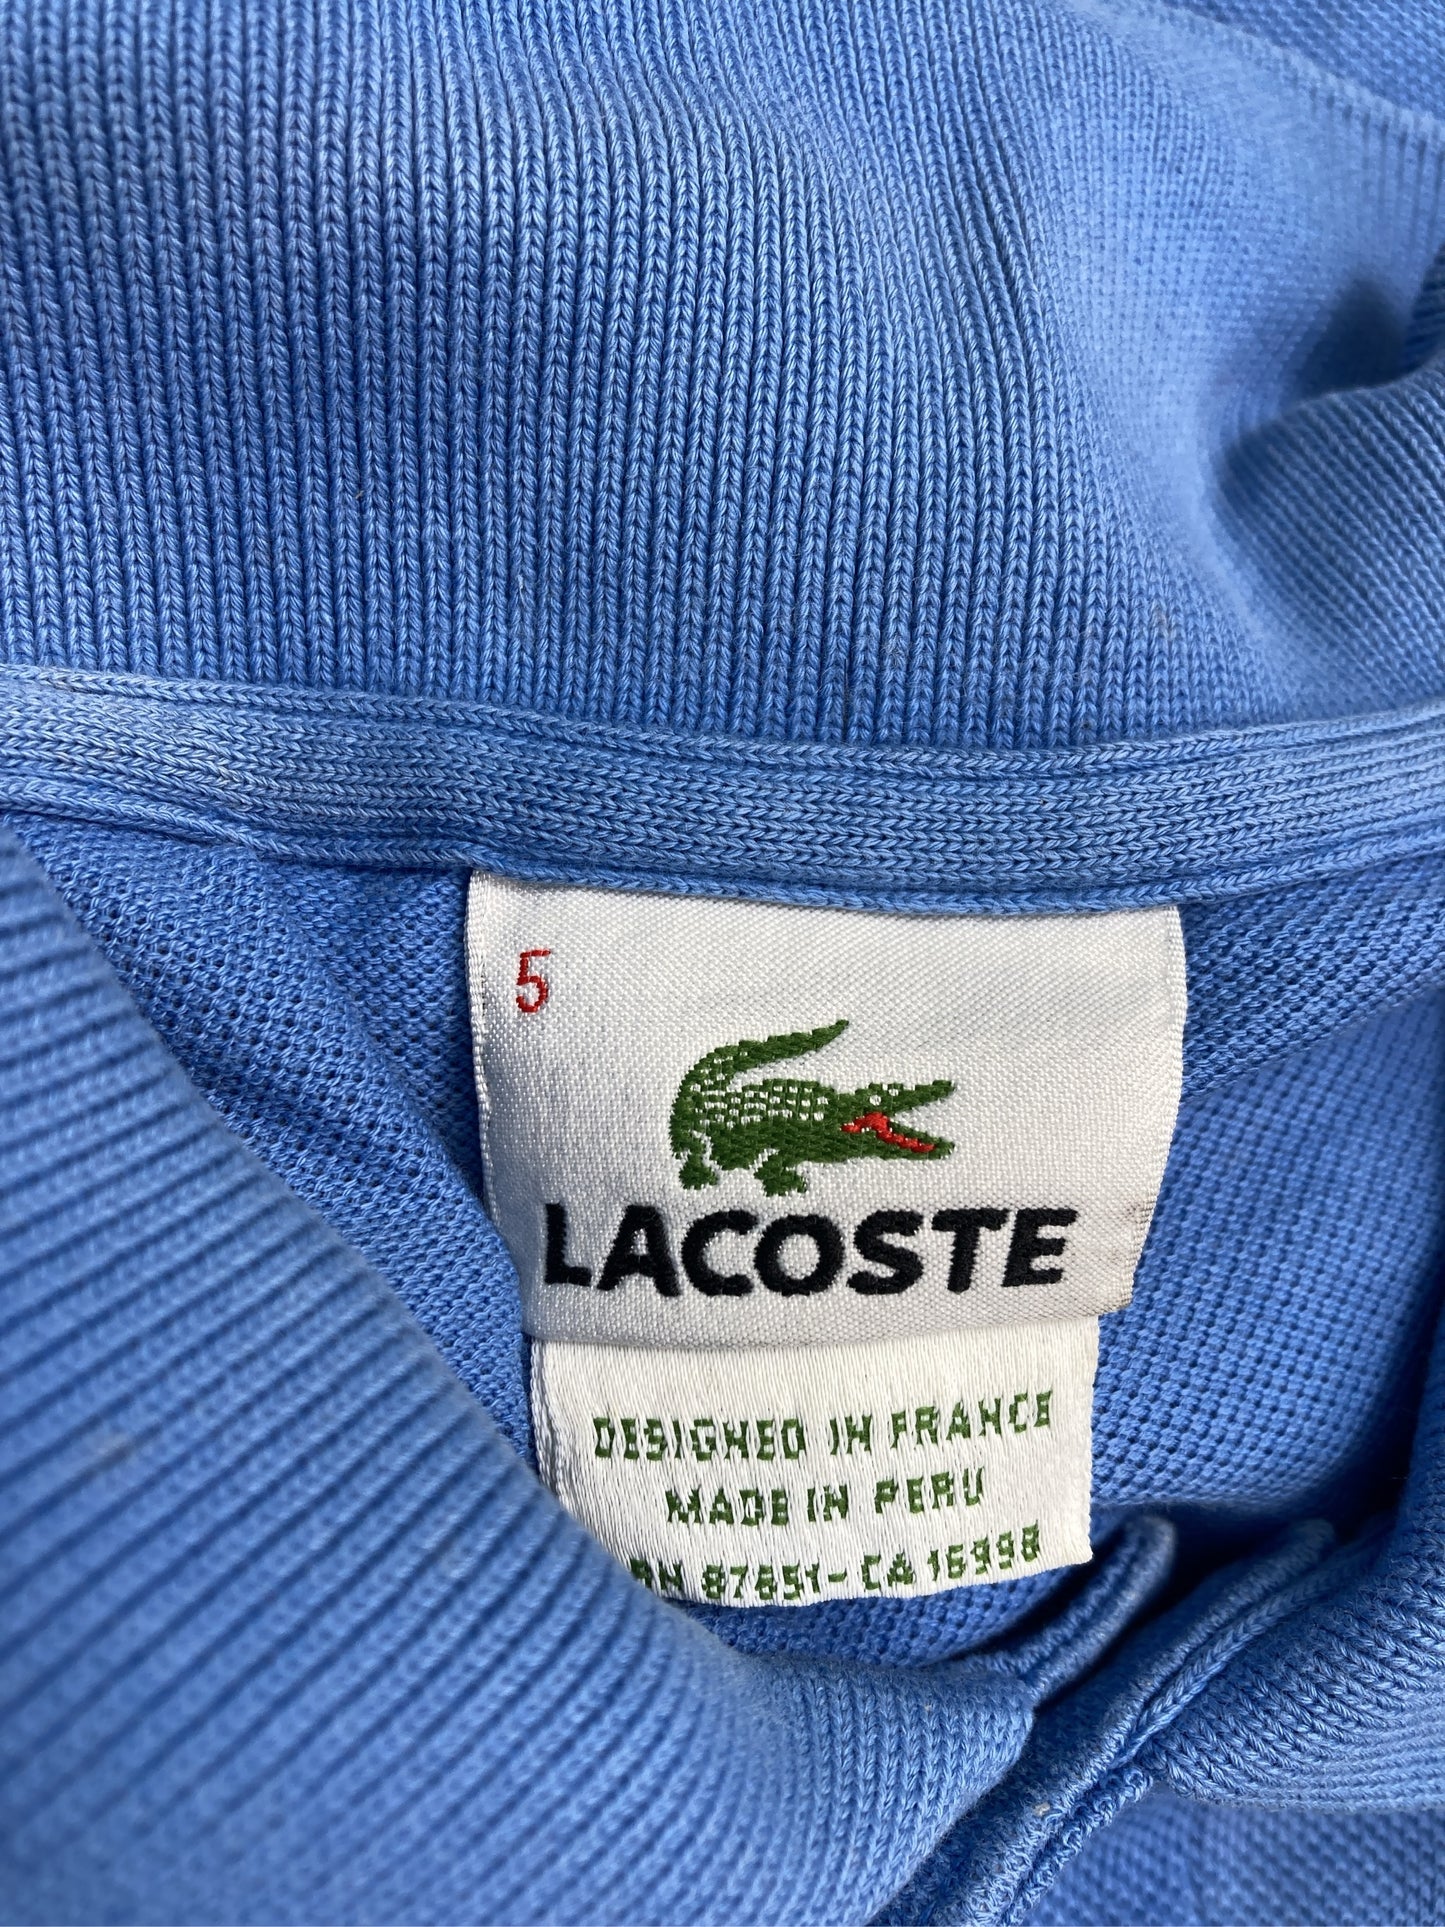 5
LACOSTE
DESIGNED IN FRANCE
MADE IN PERU
RN 87651-CA 16998